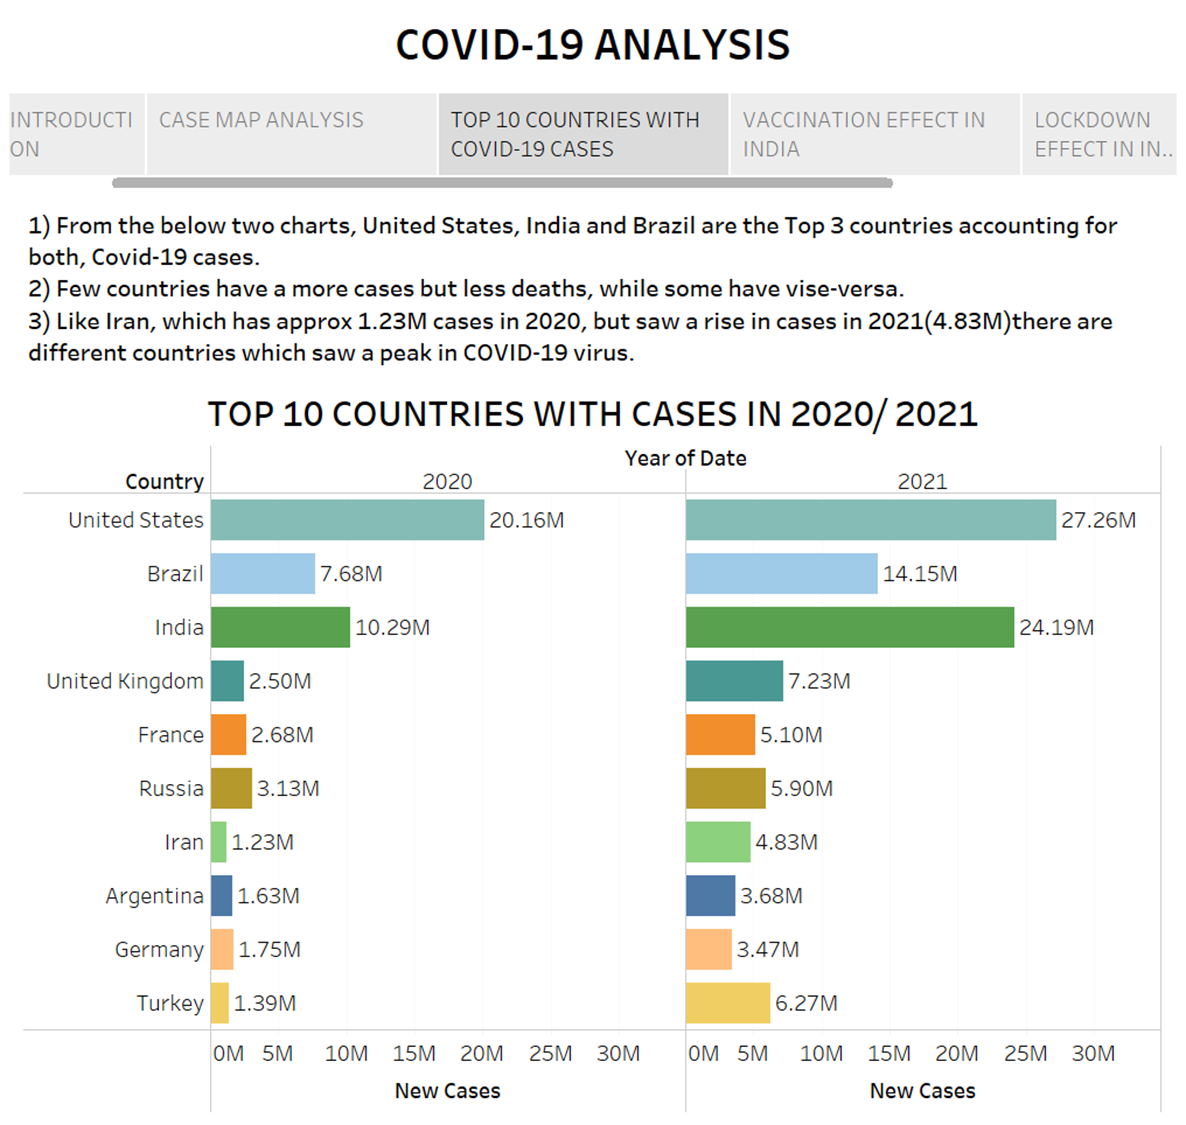 COVID-19 ANALYSIS
INTRODUCTI
ON
CASE MAP ANALYSIS
TOP 10 COUNTRIES WITH
COVID-19 CASES
VACCINATION EFFECT IN
INDIA
LOCKDOWN
EFFECT IN IN..
1) From the below two charts, United States, India and Brazil are the Top 3 countries accounting for
both, Covid-19 cases.
2) Few countries have a more cases but less deaths, while some have vise-versa.
3) Like Iran, which has approx 1.23M cases in 2020, but saw a rise in cases in 2021(4.83M)there are
different countries which saw a peak in COVID-19 virus.
TOP 10 COUNTRIES WITH CASES IN 2020/ 2021
Year of Date
Country 2020 2021
United States 20.16M 27.26M
Brazil 7.68M 14.15M
India 10.29M 24.19M
United Kingdom 2.50M 7.23M
France 2.68M 5.10M
Russia 3.13M 5.90M
Iran 1.23M 4.83M
Argentina 1.63M 3.68M
Germany 1.75M 3.47M
Turkey 1.39M 6.27M
0M 5M 10M 15M 20M 25M 30M 0M 5M 10M 15M 20M 25M 30M
New Cases New Cases